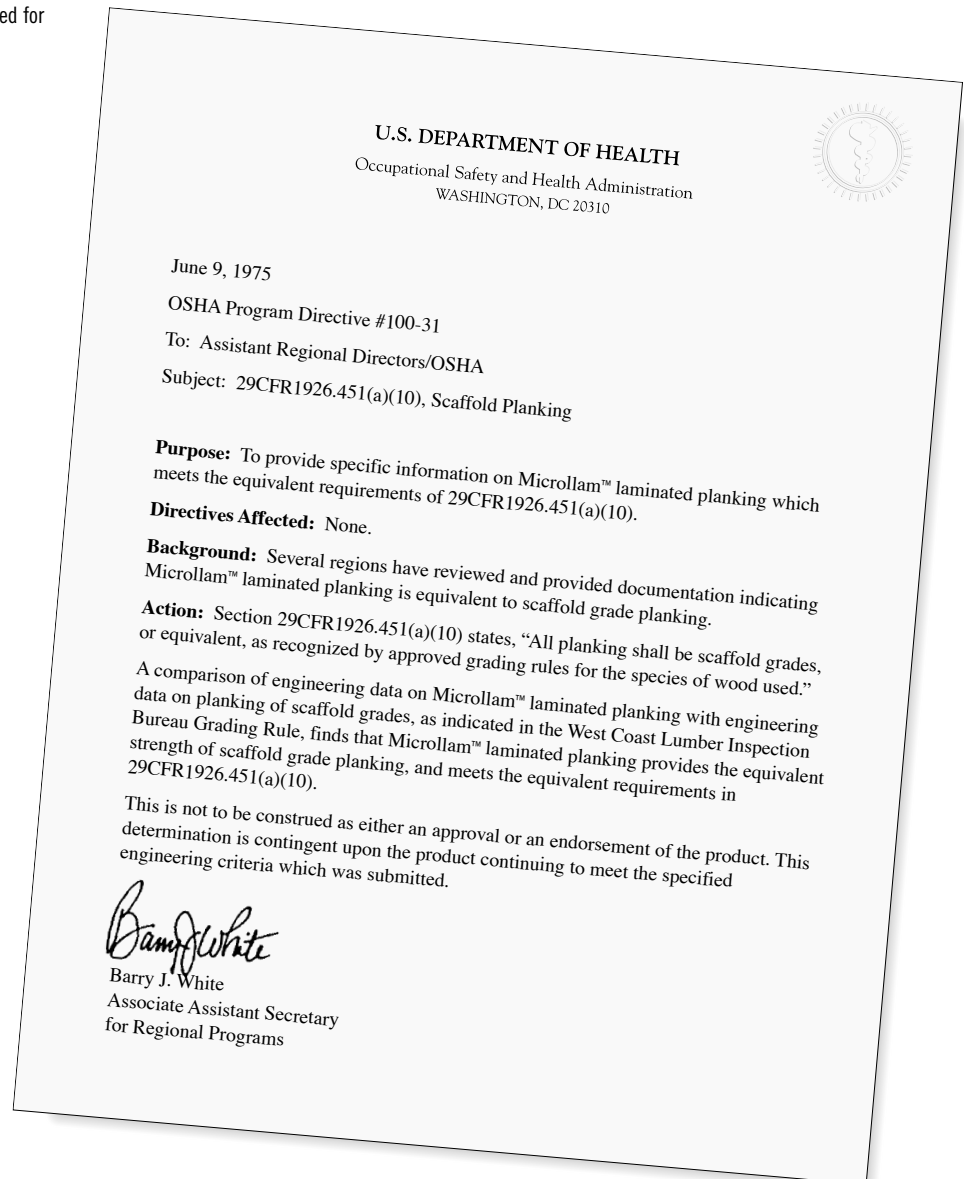 ed for
U.S. DEPARTMENT OF HEALTH
Occupational Safety and Health Administration
WASHINGTON, DC 20310
June 9, 1975
OSHA Program Directive #100-31
To: Assistant Regional Directors/OSHA
Subject: 29CFR1926.451(a)(10), Scaffold Planking
Purpose: To provide specific information on Microllam™ laminated planking which
meets the equivalent requirements of 29CFR1926.451(a)(10).
Directives Affected: None.
Background: Several regions have reviewed and provided documentation indicating
Microllam™ laminated planking is equivalent to scaffold grade planking.
Action: Section 29CFR1926.451(a)(10) states, “All planking shall be scaffold grades,
or equivalent, as recognized by approved grading rules for the species of wood used.”
A comparison of engineering data on Microllam™ laminated planking with engineering
data on planking of scaffold grades, as indicated in the West Coast Lumber Inspection
Bureau Grading Rule, finds that Microllam™ laminated planking provides the equivalent
strength of scaffold grade planking, and meets the equivalent requirements in
29CFR1926.451(a)(10).
This is not to be construed as either an approval or an endorsement of the product. This
determination is contingent upon the product continuing to meet the specified
engineering criteria which was submitted.
Barry J White
Barry J. White
Associate Assistant Secretary
for Regional Programs